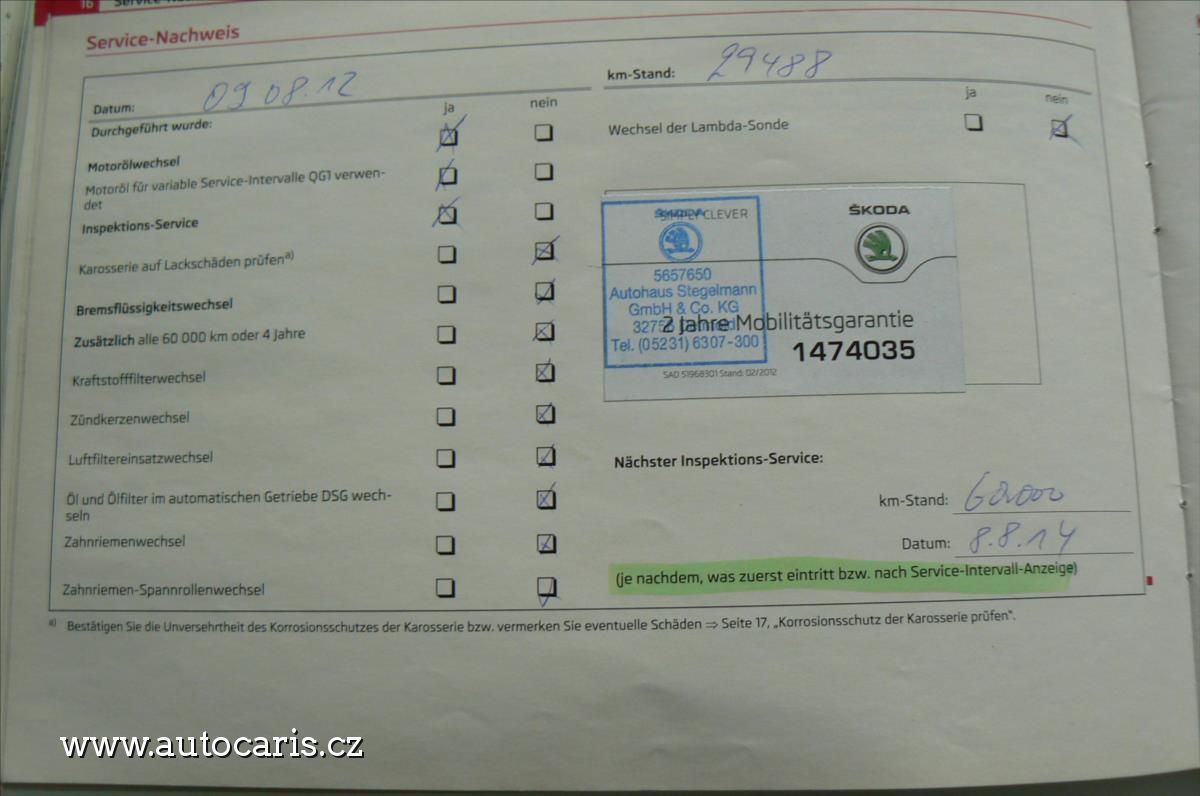 16
Service-Nachweis
Datum: 09 08.12
ja nein
Durchgeführt wurde:
Motorölwechsel
Motoröl für variable Service-Intervalle QG1 verwen-
det
Inspektions-Service
Karosserie auf Lackschäden prüfen a)
Bremsflüssigkeitswechsel
Zusätzlich alle 60 000 km oder 4 Jahre
Kraftstofffilterwechsel
Zündkerzenwechsel
Luftfiltereinsatzwechsel
Öl und Ölfilter im automatischen Getriebe DSG wech-
seln
Zahnriemenwechsel
Zahnriemen-Spannrollenwechsel
km-Stand: 29488
ja nein
Wechsel der Lambda-Sonde
SIMPLY CLEVER
ŠKODA
5657650
Autohaus Stegelmann
GmbH & Co. KG
Tel. (05231) 6307-300
2 Jahre Mobilitätsgarantie
1474035
SAD 51968301 Stand: 02/2012
Nächster Inspektions-Service:
km-Stand: 60.000
Datum: 8.8.14
(je nachdem, was zuerst eintritt bzw. nach Service-Intervall-Anzeige)
a) Bestätigen Sie die Unversehrtheit des Korrosionsschutzes der Karosserie bzw. vermerken Sie eventuelle Schäden ⇒ Seite 17, „Korrosionsschutz der Karosserie prüfen“.
www.autocaris.cz